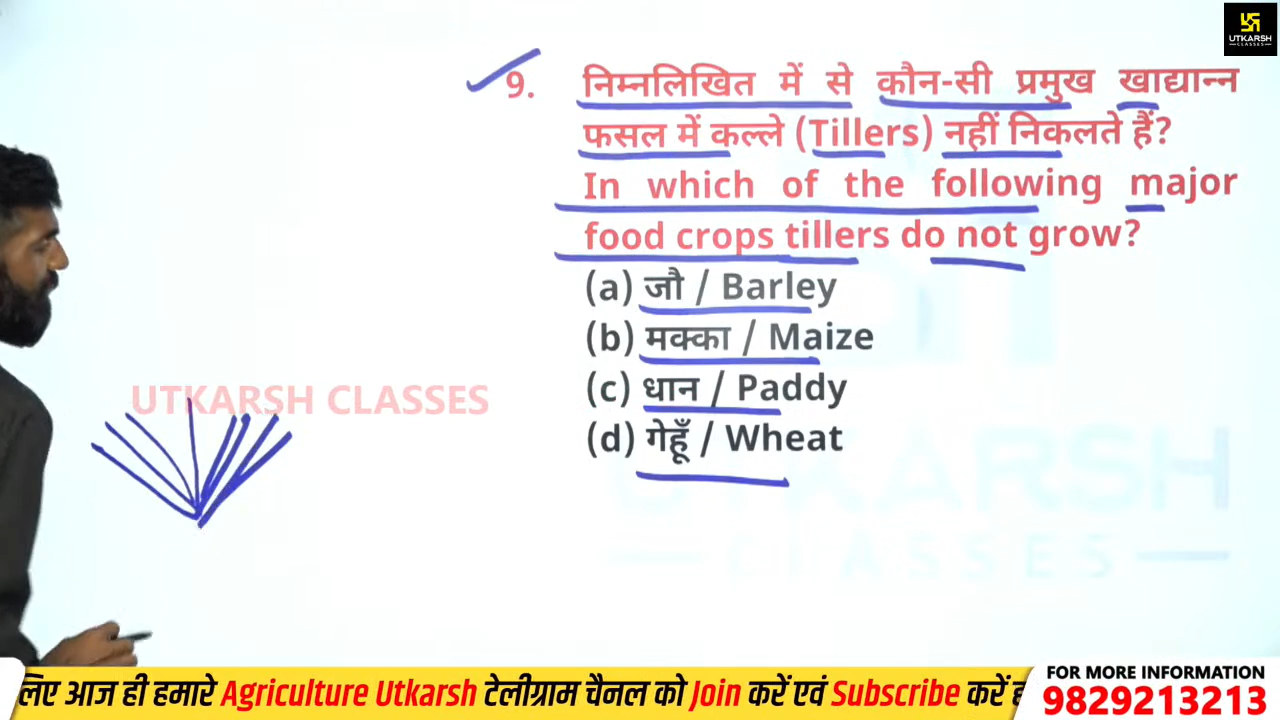 UTKARSH
CLASSES
9. निम्नलिखित में से कौन-सी प्रमुख खाद्यान्न
फसल में कल्ले (Tillers) नहीं निकलते हैं?
In which of the following major
food crops tillers do not grow?
(a) जौ / Barley
(b) मक्का / Maize
(c) धान / Paddy
(d) गेहूँ / Wheat
UTKARSH CLASSES
UTKARSH
CLASSES
लिए आज ही हमारे Agriculture Utkarsh टेलीग्राम चैनल को Join करें एवं Subscribe करें
FOR MORE INFORMATION
9829213213